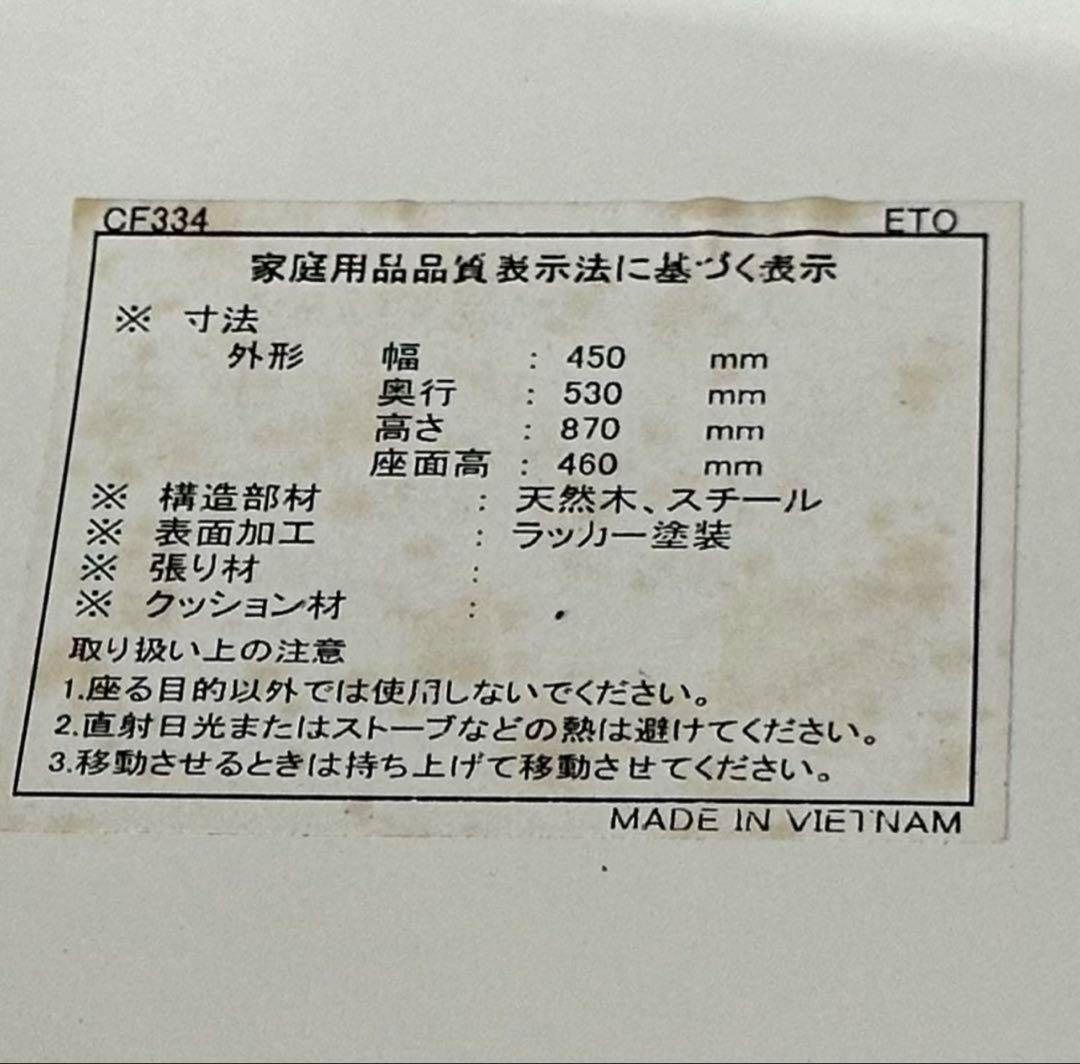 CF334 ETO
家庭用品品質表示法に基づく表示
※ 寸法
外形 幅 : 450 mm
奥行 : 530 mm
高さ : 870 mm
座面高 : 460 mm
※ 構造部材 : 天然木、スチール
※ 表面加工 : ラッカー塗装
※ 張り材 :
※ クッション材 :
取り扱い上の注意
1.座る目的以外では使用しないでください。
2.直射日光またはストーブなどの熱は避けてください。
3.移動させるときは持ち上げて移動させてください。
MADE IN VIETNAM